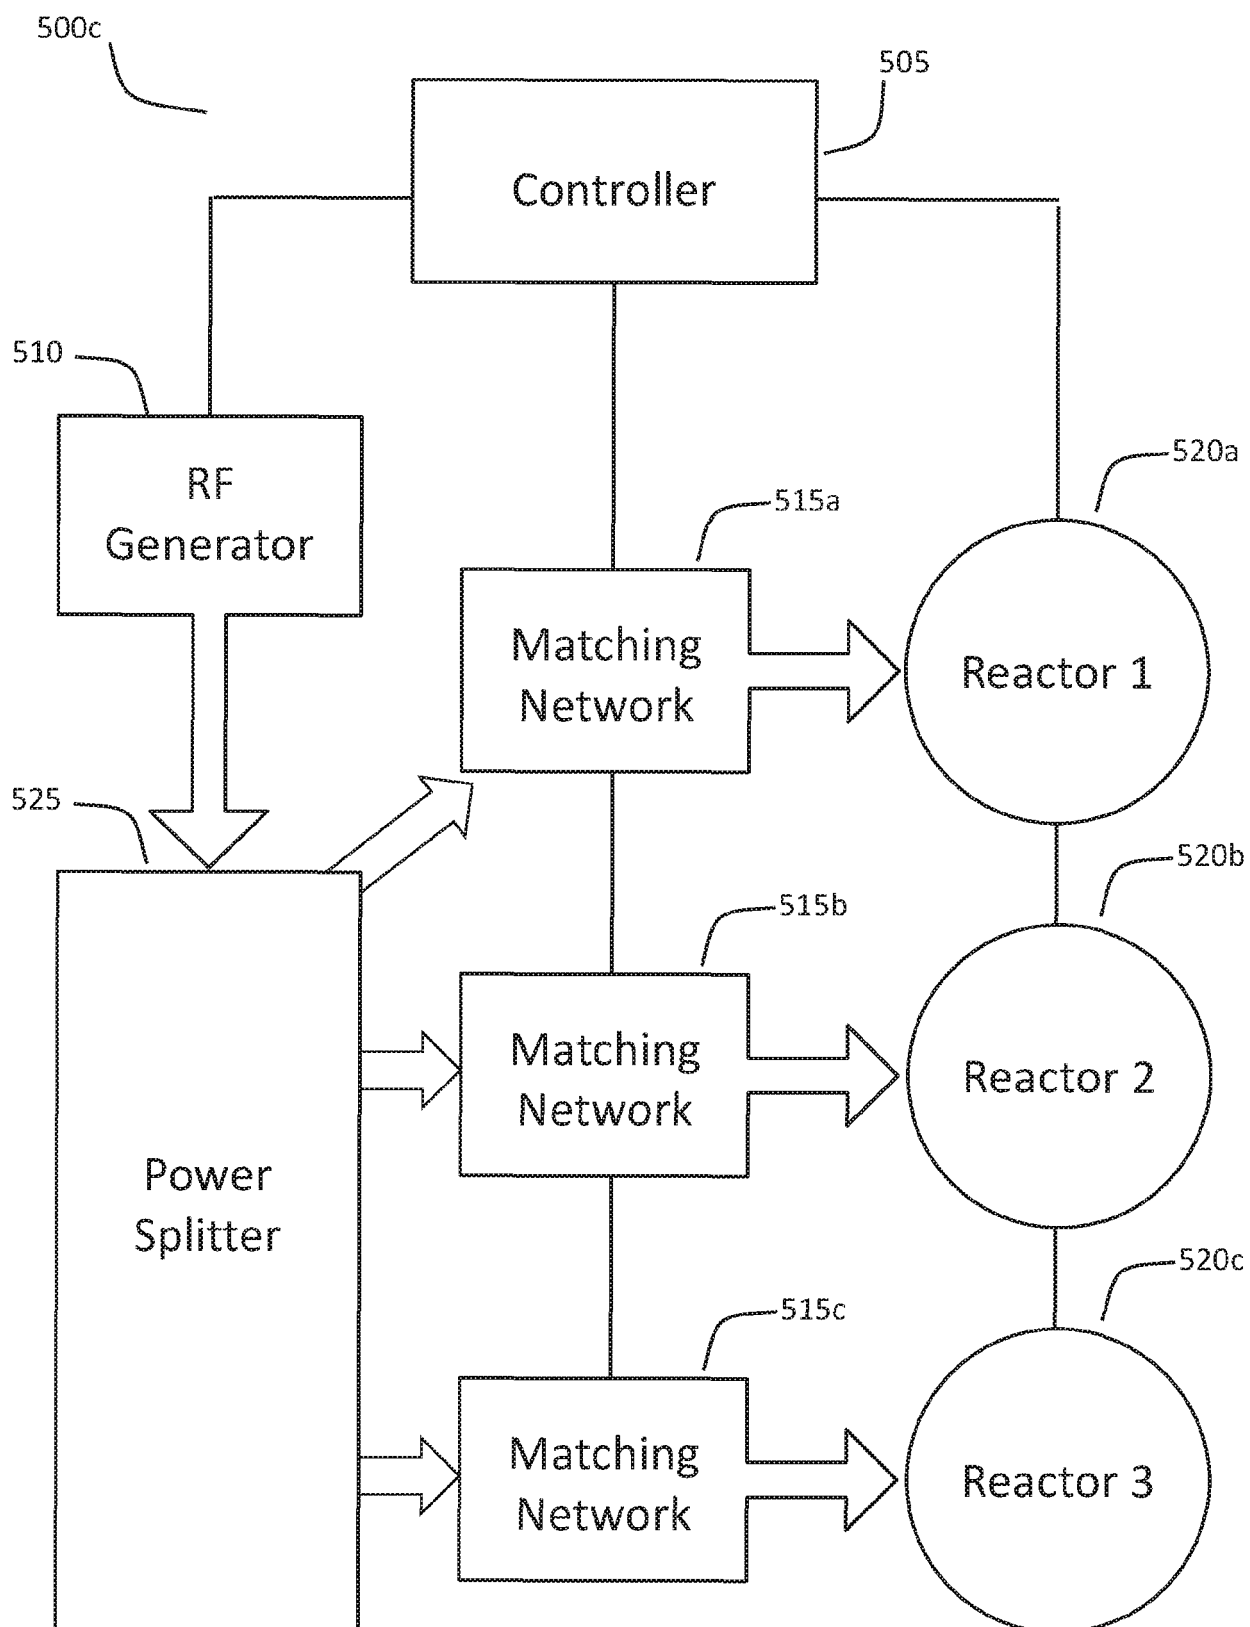 500c
505
Controller
510
RF
Generator
520a
515a
Matching
Network
Reactor 1
525
520b
515b
Matching
Network
Reactor 2
Power
Splitter
520c
515c
Matching
Network
Reactor 3